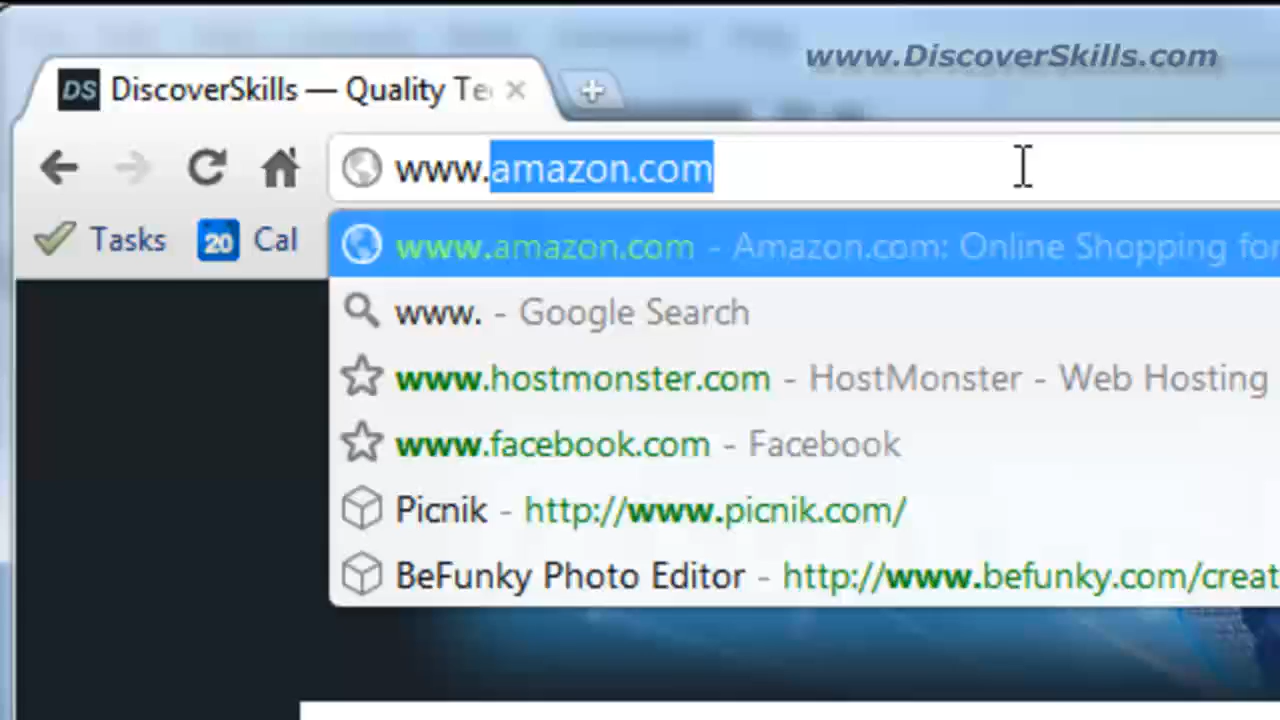 www.DiscoverSkills.com
DS DiscoverSkills — Quality Te
www.amazon.com
Tasks 20 Cal
www.amazon.com - Amazon.com: Online Shopping for
www. - Google Search
www.hostmonster.com - HostMonster - Web Hosting
www.facebook.com - Facebook
Picnik - http://www.picnik.com/
BeFunky Photo Editor - http://www.befunky.com/creat